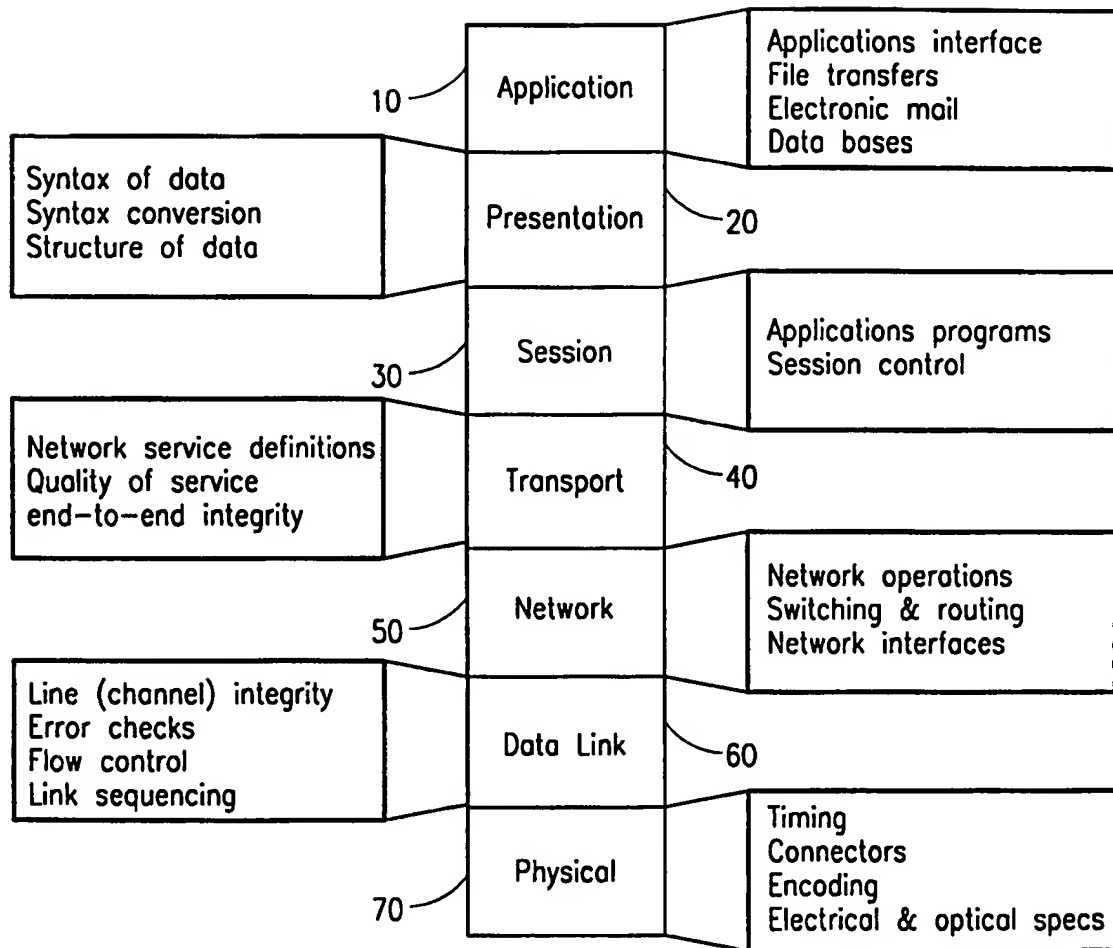 Application
10
Applications interface
File transfers
Electronic mail
Data bases
Syntax of data
Syntax conversion
Structure of data
Presentation
20
Session
30
Applications programs
Session control
Network service definitions
Quality of service
end-to-end integrity
Transport
40
Network
50
Network operations
Switching & routing
Network interfaces
Line (channel) integrity
Error checks
Flow control
Link sequencing
Data Link
60
Physical
70
Timing
Connectors
Encoding
Electrical & optical specs